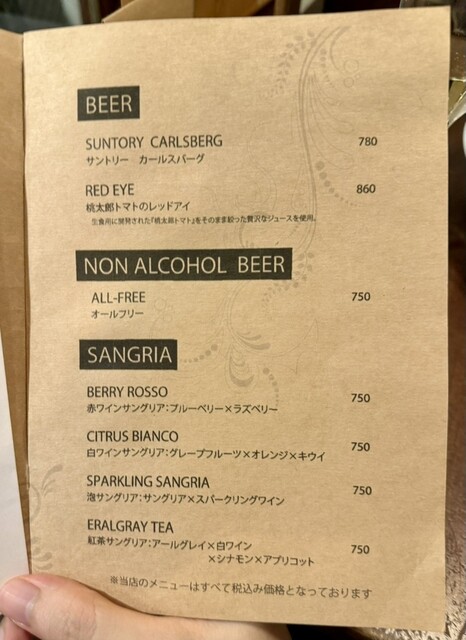 BEER
SUNTORY CARLSBERG 780
サントリー カールスバーグ
RED EYE 860
桃太郎トマトのレッドアイ
生食用に開発された『桃太郎トマト』をそのまま絞った贅沢なジュースを使用。
NON ALCOHOL BEER
ALL-FREE 750
オールフリー
SANGRIA
BERRY ROSSO 750
赤ワインサングリア:ブルーベリー×ラズベリー
CITRUS BIANCO 750
白ワインサングリア:グレープフルーツ×オレンジ×キウイ
SPARKLING SANGRIA 750
泡サングリア:サングリア×スパークリングワイン
ERALGRAY TEA
紅茶サングリア:アールグレイ×白ワイン 750
×シナモン×アプリコット
※当店のメニューはすべて税込み価格となっております